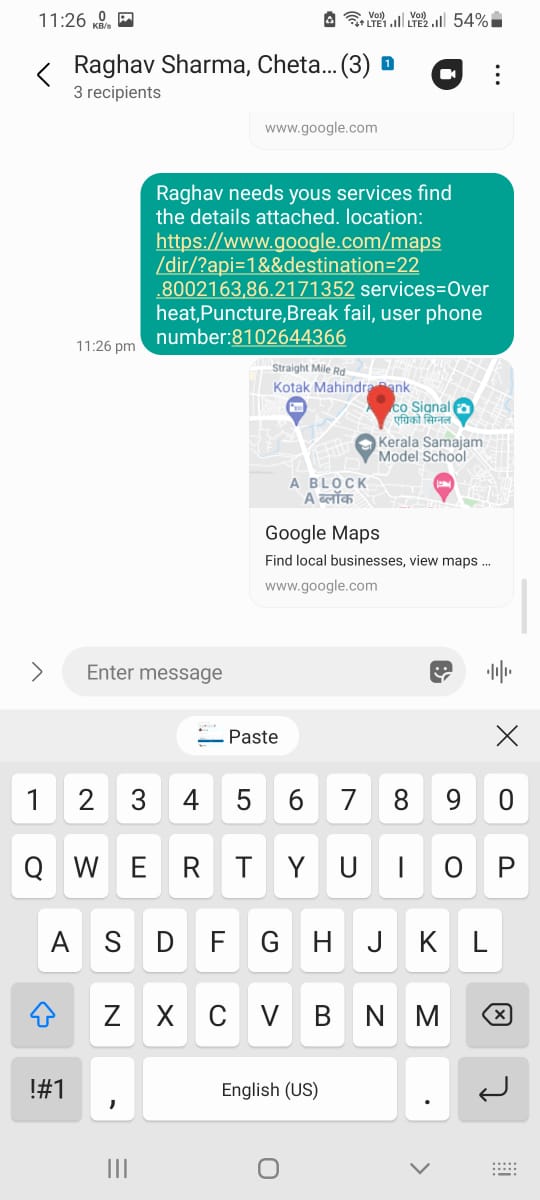 11:26 0 KB/s Vo) LTE1 Vo) LTE2 54%
Raghav Sharma, Cheta...(3) 1
3 recipients
www.google.com
Raghav needs yous services find
the details attached. location:
https://www.google.com/maps
/dir/?api=1&&destination=22
.8002163,86.2171352 services=Over
heat,Puncture,Break fail, user phone
number:8102644366
11:26 pm
Straight Mile Rd
Kotak Mahindra Bank
co Signal
एग्रिको सिग्नल
Kerala Samajam
Model School
A BLOCK
A ब्लॉक
Google Maps
Find local businesses, view maps ...
www.google.com
Enter message
Paste
1 2 3 4 5 6 7 8 9 0
Q W E R T Y U I O P
A S D F G H J K L
Z X C V B N M
!#1 , English (US) .